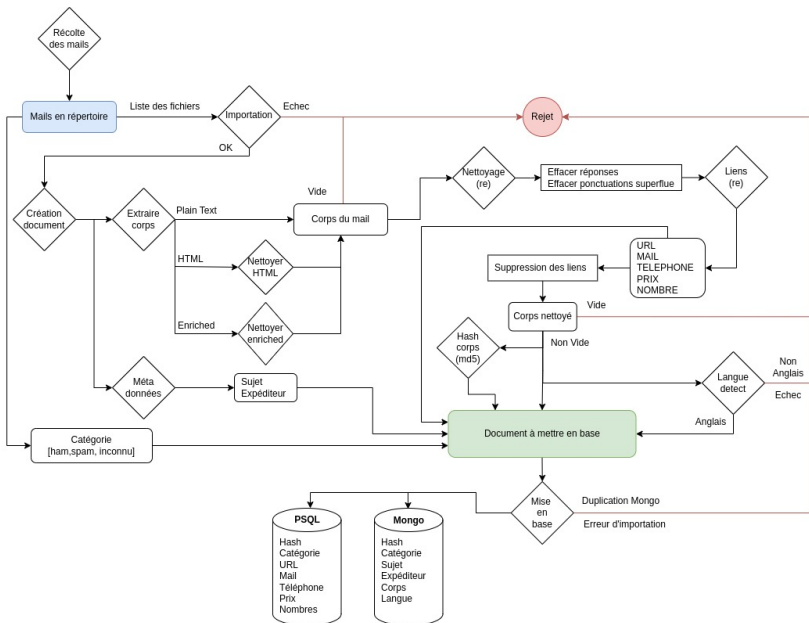 Récolte
des mails
Mails en répertoire
Liste des fichiers
Importation
Echec
Rejet
OK
Création
document
Extraire
corps
Plain Text
Vide
Corps du mail
HTML
Nettoyer
HTML
Enriched
Nettoyer
enriched
Nettoyage
(re)
Effacer réponses
Effacer ponctuations superflue
Liens
(re)
URL
MAIL
TELEPHONE
PRIX
NOMBRE
Suppression des liens
Corps nettoyé
Vide
Non Vide
Hash
corps
(md5)
Langue
detect
Non
Anglais
Echec
Anglais
Méta
données
Sujet
Expéditeur
Catégorie
[ham,spam, inconnu]
Document à mettre en base
Mise
en
base
Duplication Mongo
Erreur d'importation
PSQL
Hash
Catégorie
URL
Mail
Téléphone
Prix
Nombres
Mongo
Hash
Catégorie
Sujet
Expéditeur
Corps
Langue